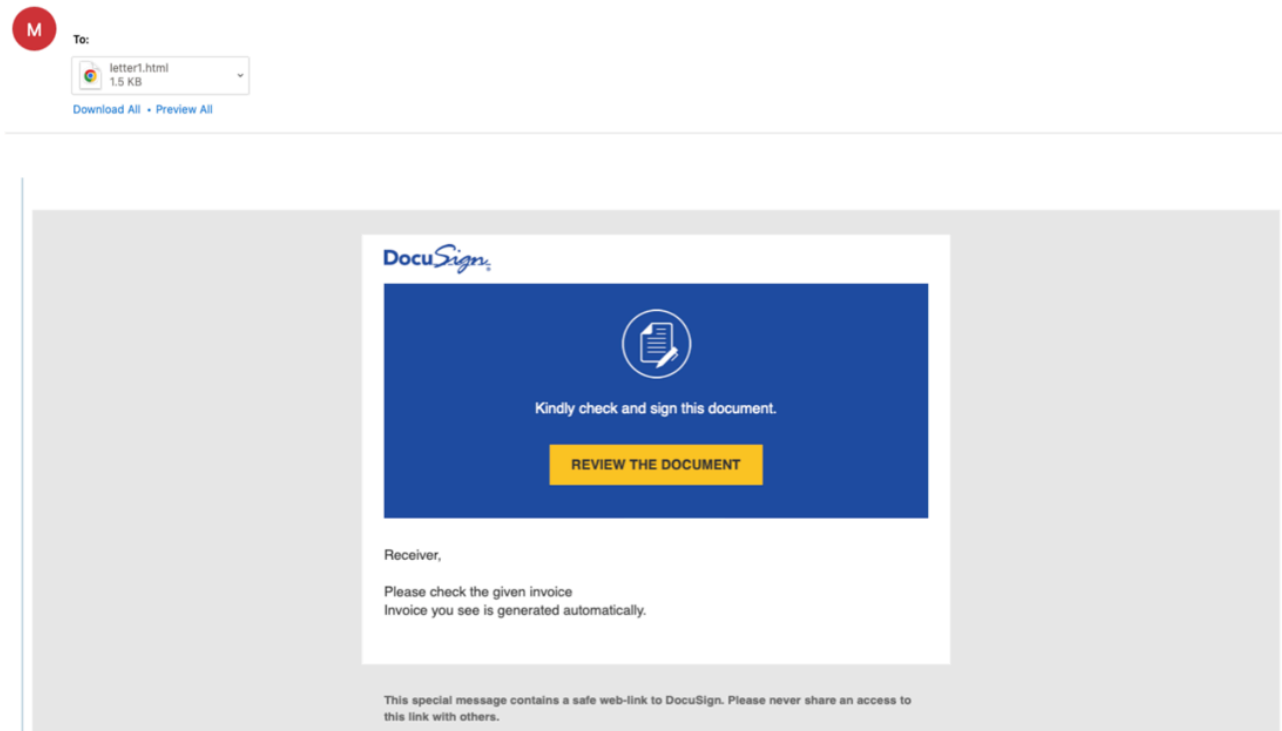 M
To:
letter1.html
1.5 KB
Download All • Preview All
DocuSign®
Kindly check and sign this document.
REVIEW THE DOCUMENT
Receiver,
Please check the given invoice
Invoice you see is generated automatically.
This special message contains a safe web-link to DocuSign. Please never share an access to
this link with others.